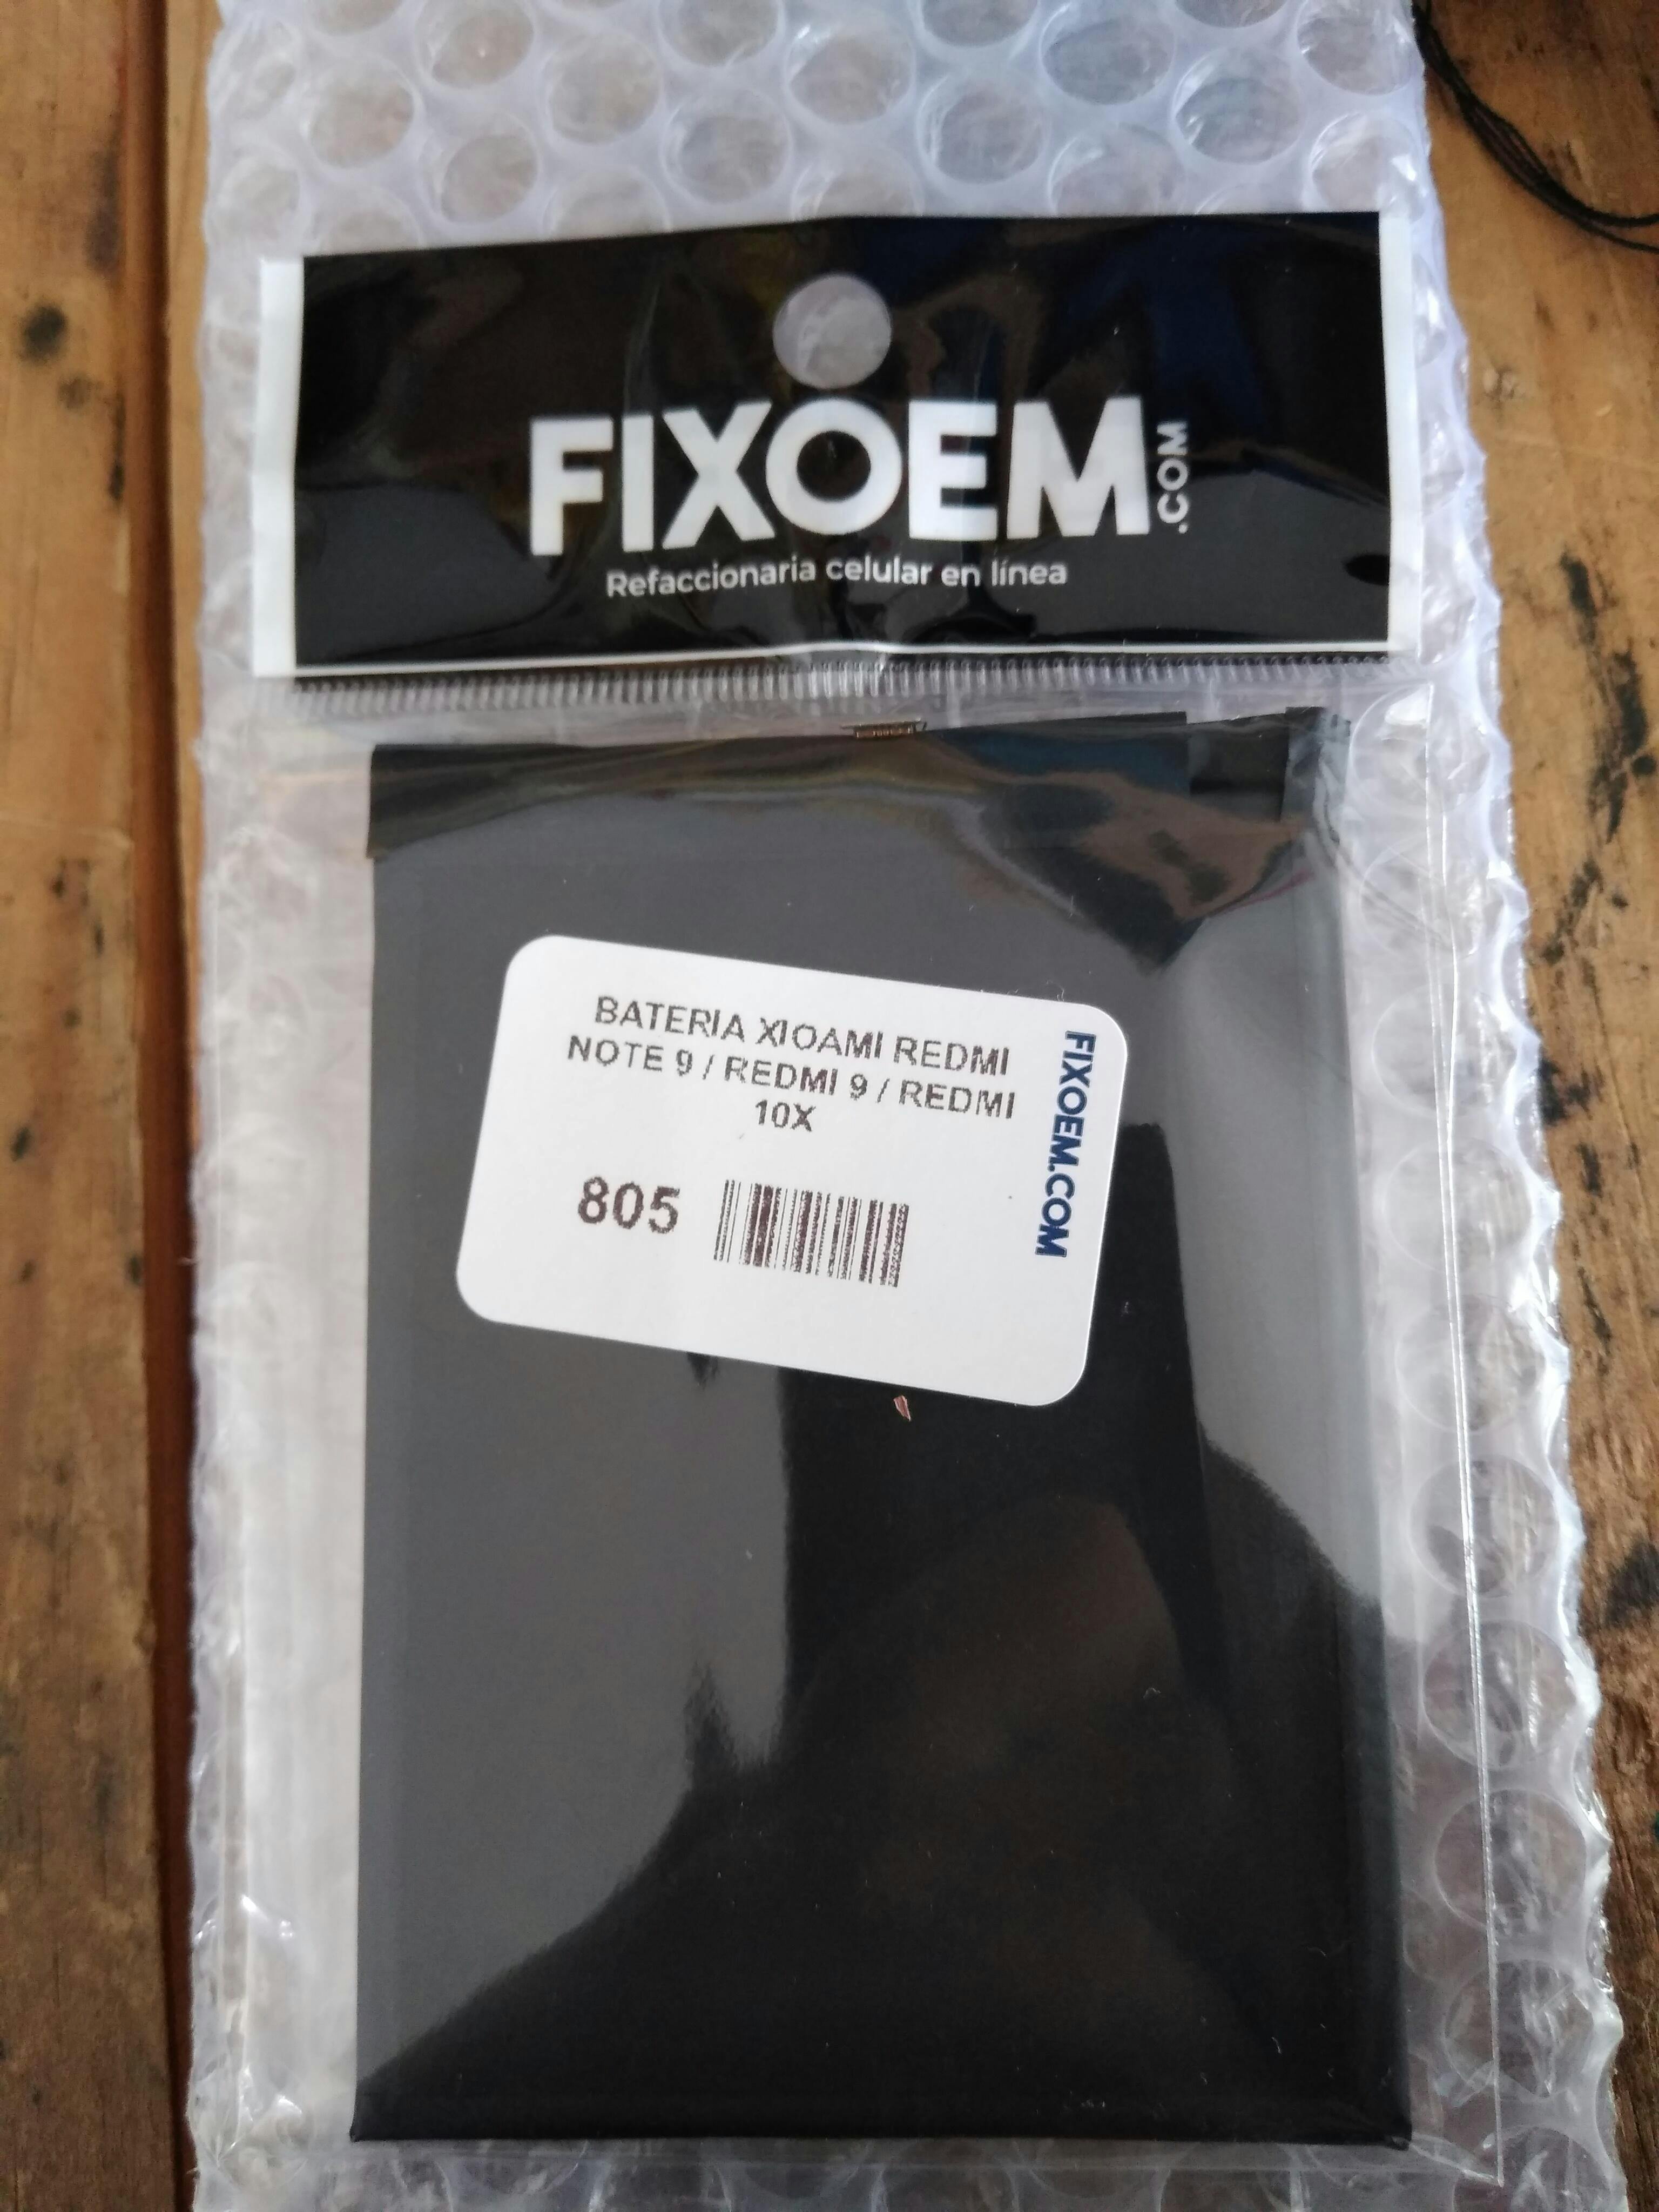 FIXOEM.COM
Refaccionaria celular en línea
BATERIA XIOAMI REDMI
NOTE 9 / REDMI 9 / REDMI
10X
805
FIXOEM.COM